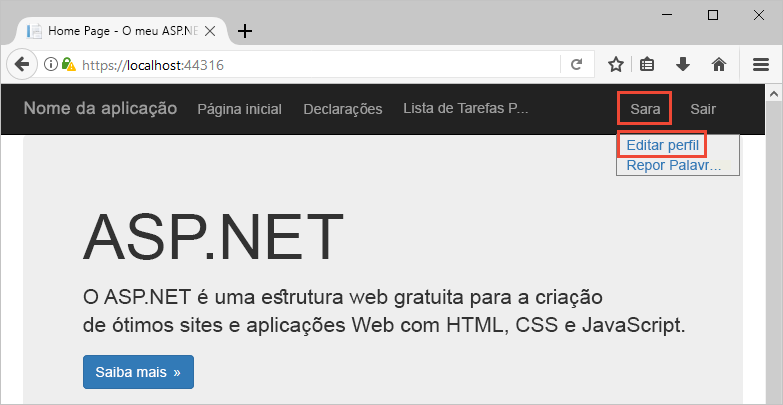 Home Page - O meu ASP.NE
https://localhost:44316
Nome da aplicação Página inicial Declarações Lista de Tarefas P... Sara Sair
Editar perfil
Repor Palavr...
ASP.NET
O ASP.NET é uma estrutura web gratuita para a criação
de ótimos sites e aplicações Web com HTML, CSS e JavaScript.
Saiba mais »